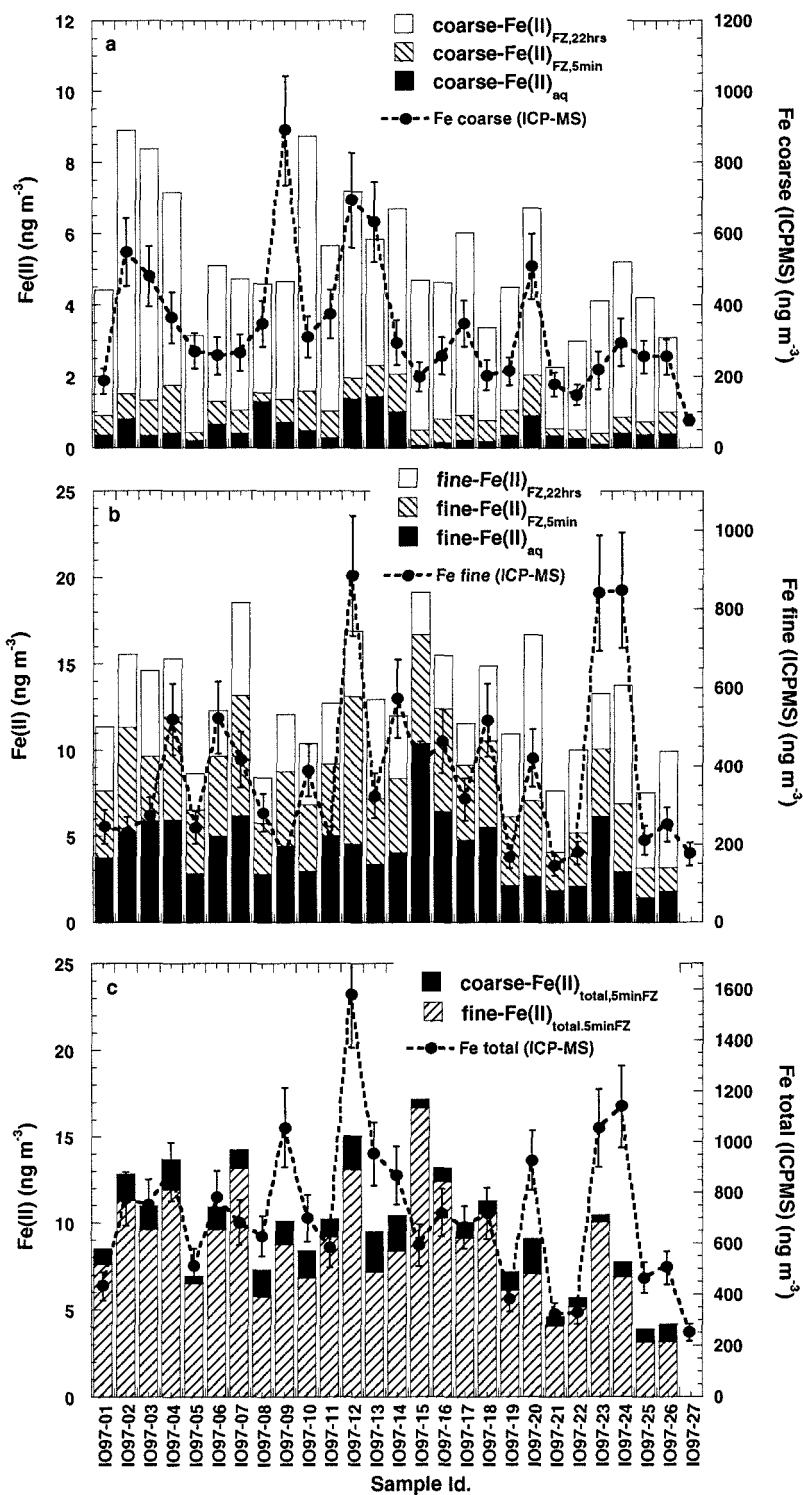 a
coarse-Fe(II)FZ,22hrs
coarse-Fe(II)FZ,5min
coarse-Fe(II)aq
Fe coarse (ICP-MS)
12
10
8
6
4
2
0
Fe(II) (ng m-3)
1200
1000
800
600
400
200
0
Fe coarse (ICPMS) (ng m-3)
b
fine-Fe(II)FZ,22hrs
fine-Fe(II)FZ,5min
fine-Fe(II)aq
Fe fine (ICP-MS)
25
20
15
10
5
0
Fe(II) (ng m-3)
1000
800
600
400
200
0
Fe fine (ICPMS) (ng m-3)
c
coarse-Fe(II)total,5minFZ
fine-Fe(II)total.5minFZ
Fe total (ICP-MS)
25
20
15
10
5
0
Fe(II) (ng m-3)
1600
1400
1200
1000
800
600
400
200
0
Fe total (ICPMS) (ng m-3)
IO97-01
IO97-02
IO97-03
IO97-04
IO97-05
IO97-06
IO97-07
IO97-08
IO97-09
IO97-10
IO97-11
IO97-12
IO97-13
IO97-14
IO97-15
IO97-16
IO97-17
IO97-18
IO97-19
IO97-20
IO97-21
IO97-22
IO97-23
IO97-24
IO97-25
IO97-26
IO97-27
Sample Id.